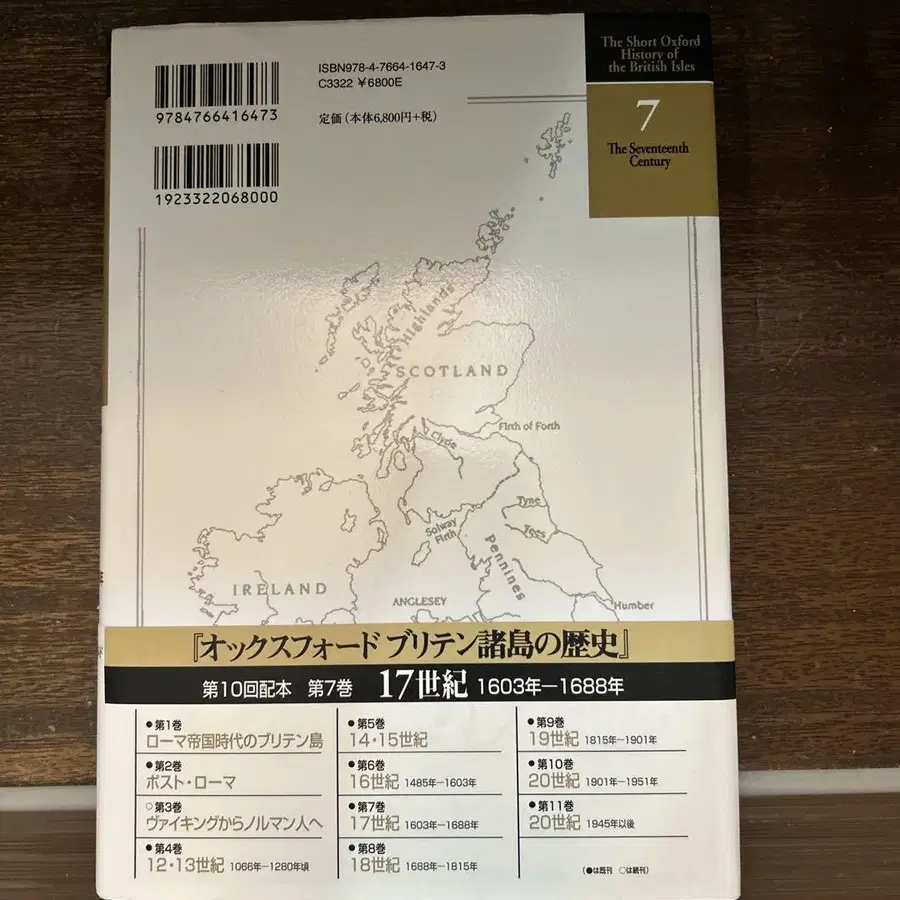 The Short Oxford
History of
the British Isles
7
The Seventeenth
Century
ISBN978-4-7664-1647-3
C3322 ¥6800E
定価(本体6,800円+税)
9784766416473
1923322068000
Highlands
SCOTLAND
Firth of Forth
Clyde
Tyne
Solway
Firth
Tees
Pennines
IRELAND
ANGLESEY
Humber
『オックスフォード ブリテン諸島の歴史』
第10回配本 第7巻 17世紀 1603年―1688年
●第1巻
ローマ帝国時代のブリテン島
●第2巻
ポスト・ローマ
○第3巻
ヴァイキングからノルマン人へ
●第4巻
12・13世紀 1066年―1280年頃
●第5巻
14・15世紀
●第6巻
16世紀 1485年―1603年
●第7巻
17世紀 1603年―1688年
●第8巻
18世紀 1688年―1815年
●第9巻
19世紀 1815年―1901年
●第10巻
20世紀 1901年―1951年
●第11巻
20世紀 1945年以後
(●は既刊 ○は続刊)